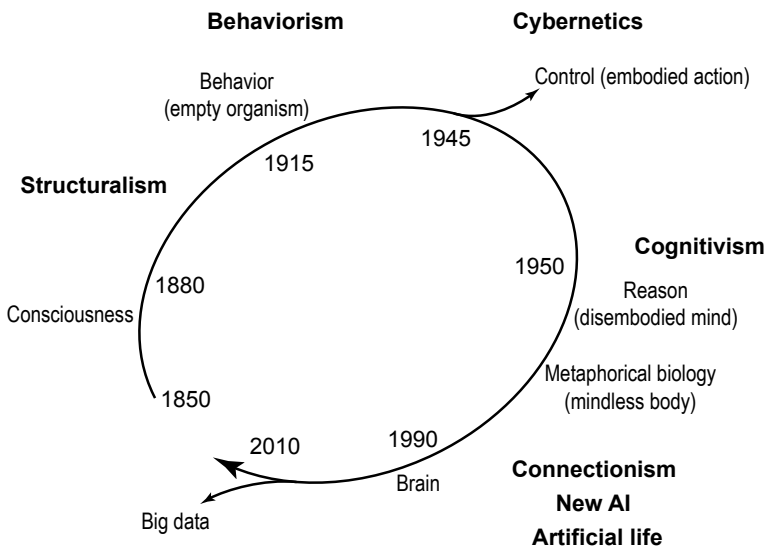 Behaviorism
Cybernetics
Behavior
(empty organism)
Control (embodied action)
1915
1945
Structuralism
Cognitivism
1950
1880
Reason
(disembodied mind)
Consciousness
Metaphorical biology
(mindless body)
1850
2010
1990
Brain
Connectionism
New AI
Artificial life
Big data